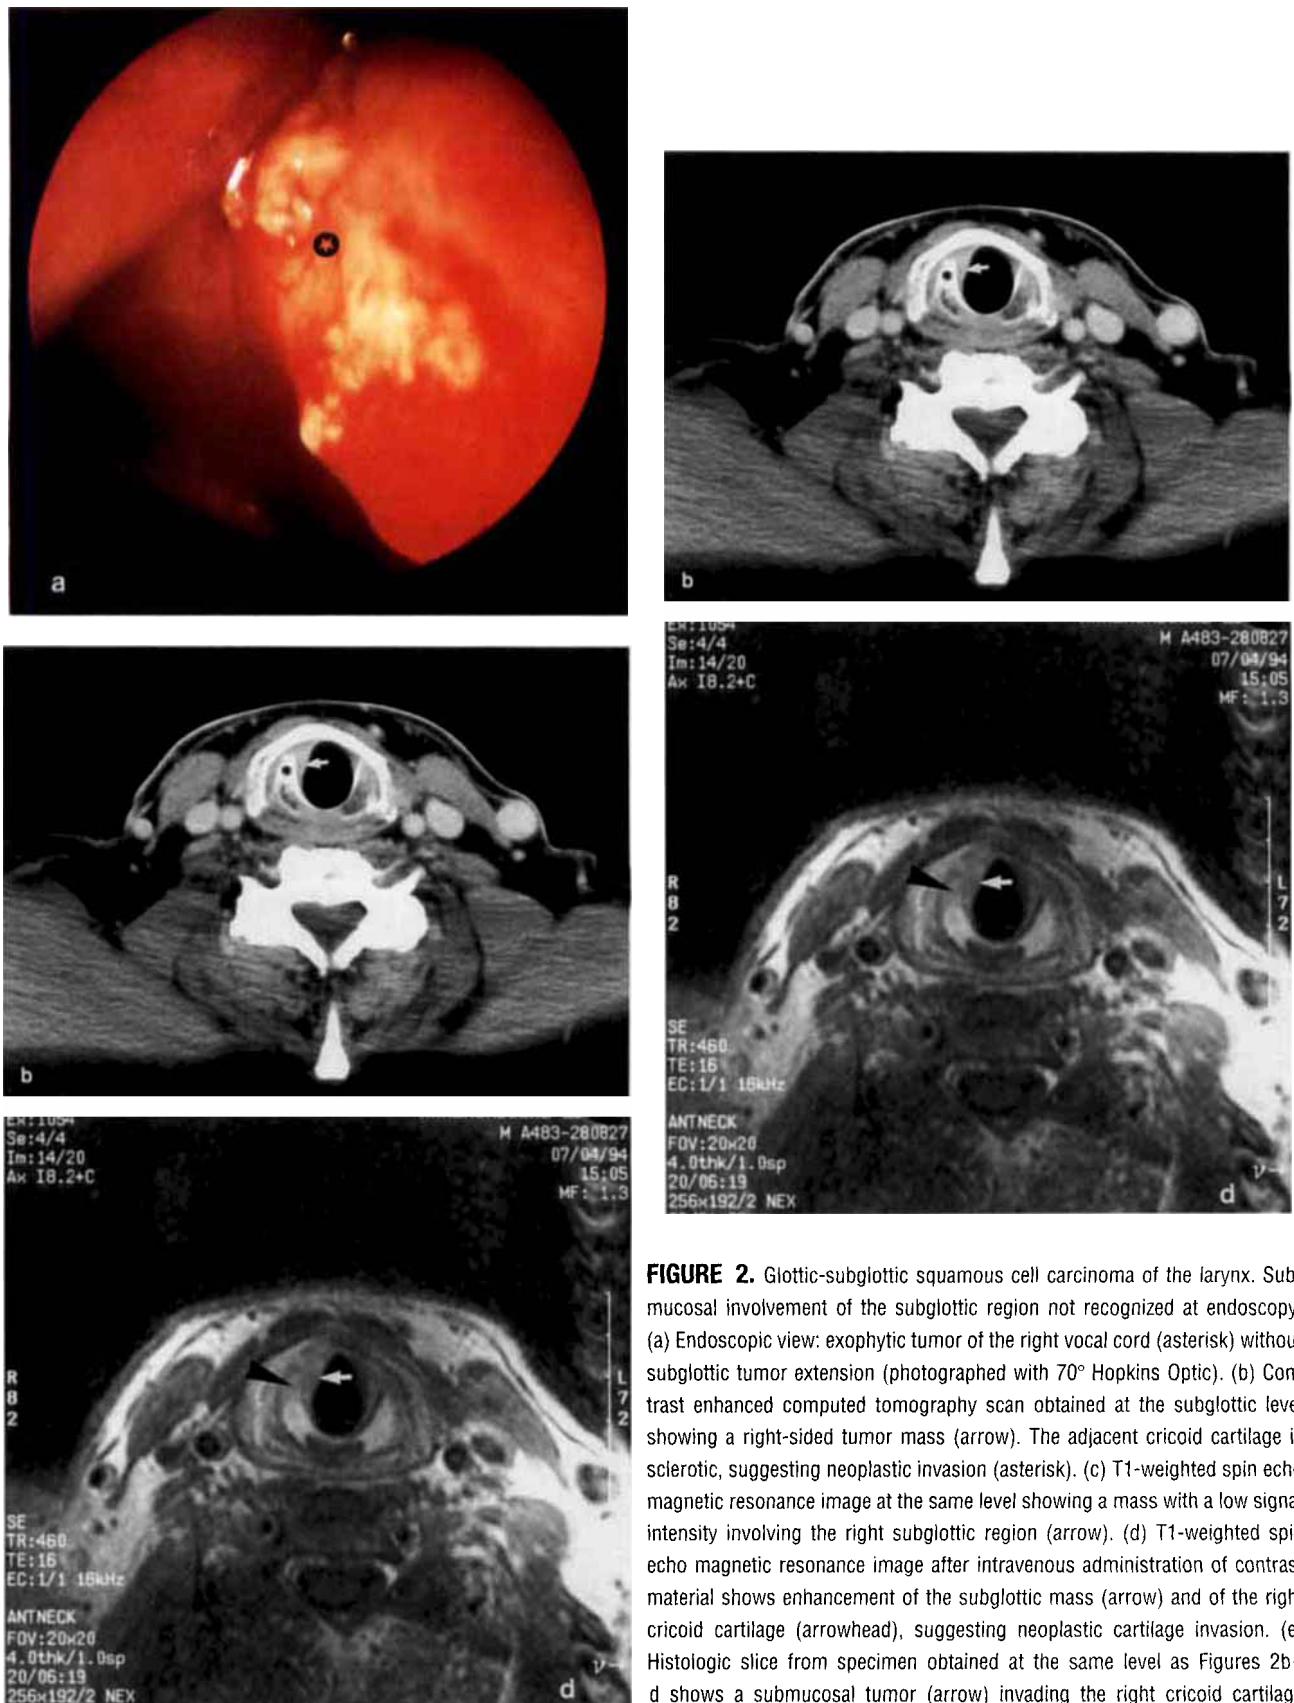 a
b
EX:1054
Se:4/4
Im:14/20
Ax I8.2+C
M A483-280827
07/04/94
15:05
MF: 1.3
R
8
2
L
7
2
SE
TR:460
TE:16
EC:1/1 16kHz
ANTNECK
FOV:20x20
4.0thk/1.0sp
20/06:19
256x192/2 NEX
d
b
EX:1054
Se:4/4
Im:14/20
Ax I8.2+C
M A483-280827
07/04/94
15:05
MF: 1.3
R
8
2
L
7
2
SE
TR:460
TE:16
EC:1/1 16kHz
ANTNECK
FOV:20x20
4.0thk/1.0sp
20/06:19
256x192/2 NEX
d
FIGURE 2. Glottic-subglottic squamous cell carcinoma of the larynx. Sub
mucosal involvement of the subglottic region not recognized at endoscopy
(a) Endoscopic view: exophytic tumor of the right vocal cord (asterisk) withou
subglottic tumor extension (photographed with 70° Hopkins Optic). (b) Con
trast enhanced computed tomography scan obtained at the subglottic leve
showing a right-sided tumor mass (arrow). The adjacent cricoid cartilage i
sclerotic, suggesting neoplastic invasion (asterisk). (c) T1-weighted spin ech
magnetic resonance image at the same level showing a mass with a low signa
intensity involving the right subglottic region (arrow). (d) T1-weighted spi
echo magnetic resonance image after intravenous administration of contras
material shows enhancement of the subglottic mass (arrow) and of the righ
cricoid cartilage (arrowhead), suggesting neoplastic cartilage invasion. (e
Histologic slice from specimen obtained at the same level as Figures 2b-
d shows a submucosal tumor (arrow) invading the right cricoid cartilag